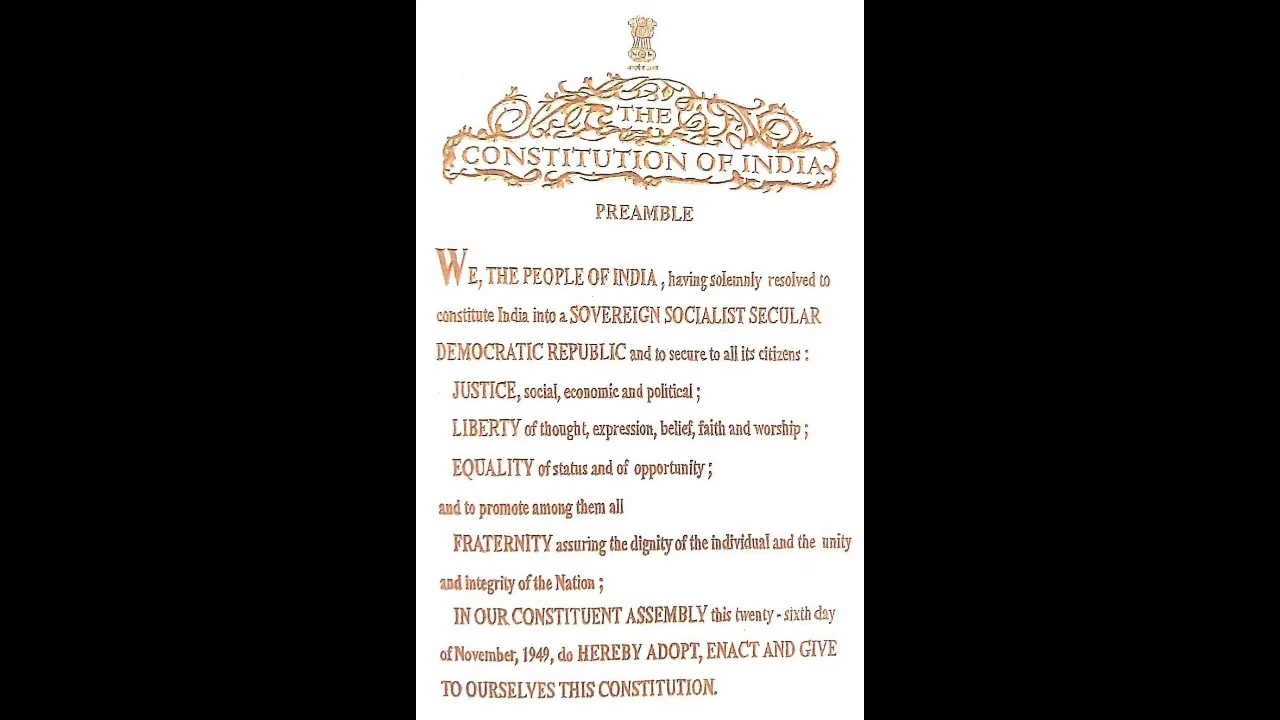 THE
CONSTITUTION OF INDIA
PREAMBLE
WE, THE PEOPLE OF INDIA , having solemnly resolved to
constitute India into a SOVEREIGN SOCIALIST SECULAR
DEMOCRATIC REPUBLIC and to secure to all its citizens :
JUSTICE, social, economic and political ;
LIBERTY of thought, expression, belief, faith and worship ;
EQUALITY of status and of opportunity ;
and to promote among them all
FRATERNITY assuring the dignity of the individual and the unity
and integrity of the Nation ;
IN OUR CONSTITUENT ASSEMBLY this twenty - sixth day
of November, 1949, do HEREBY ADOPT, ENACT AND GIVE
TO OURSELVES THIS CONSTITUTION.